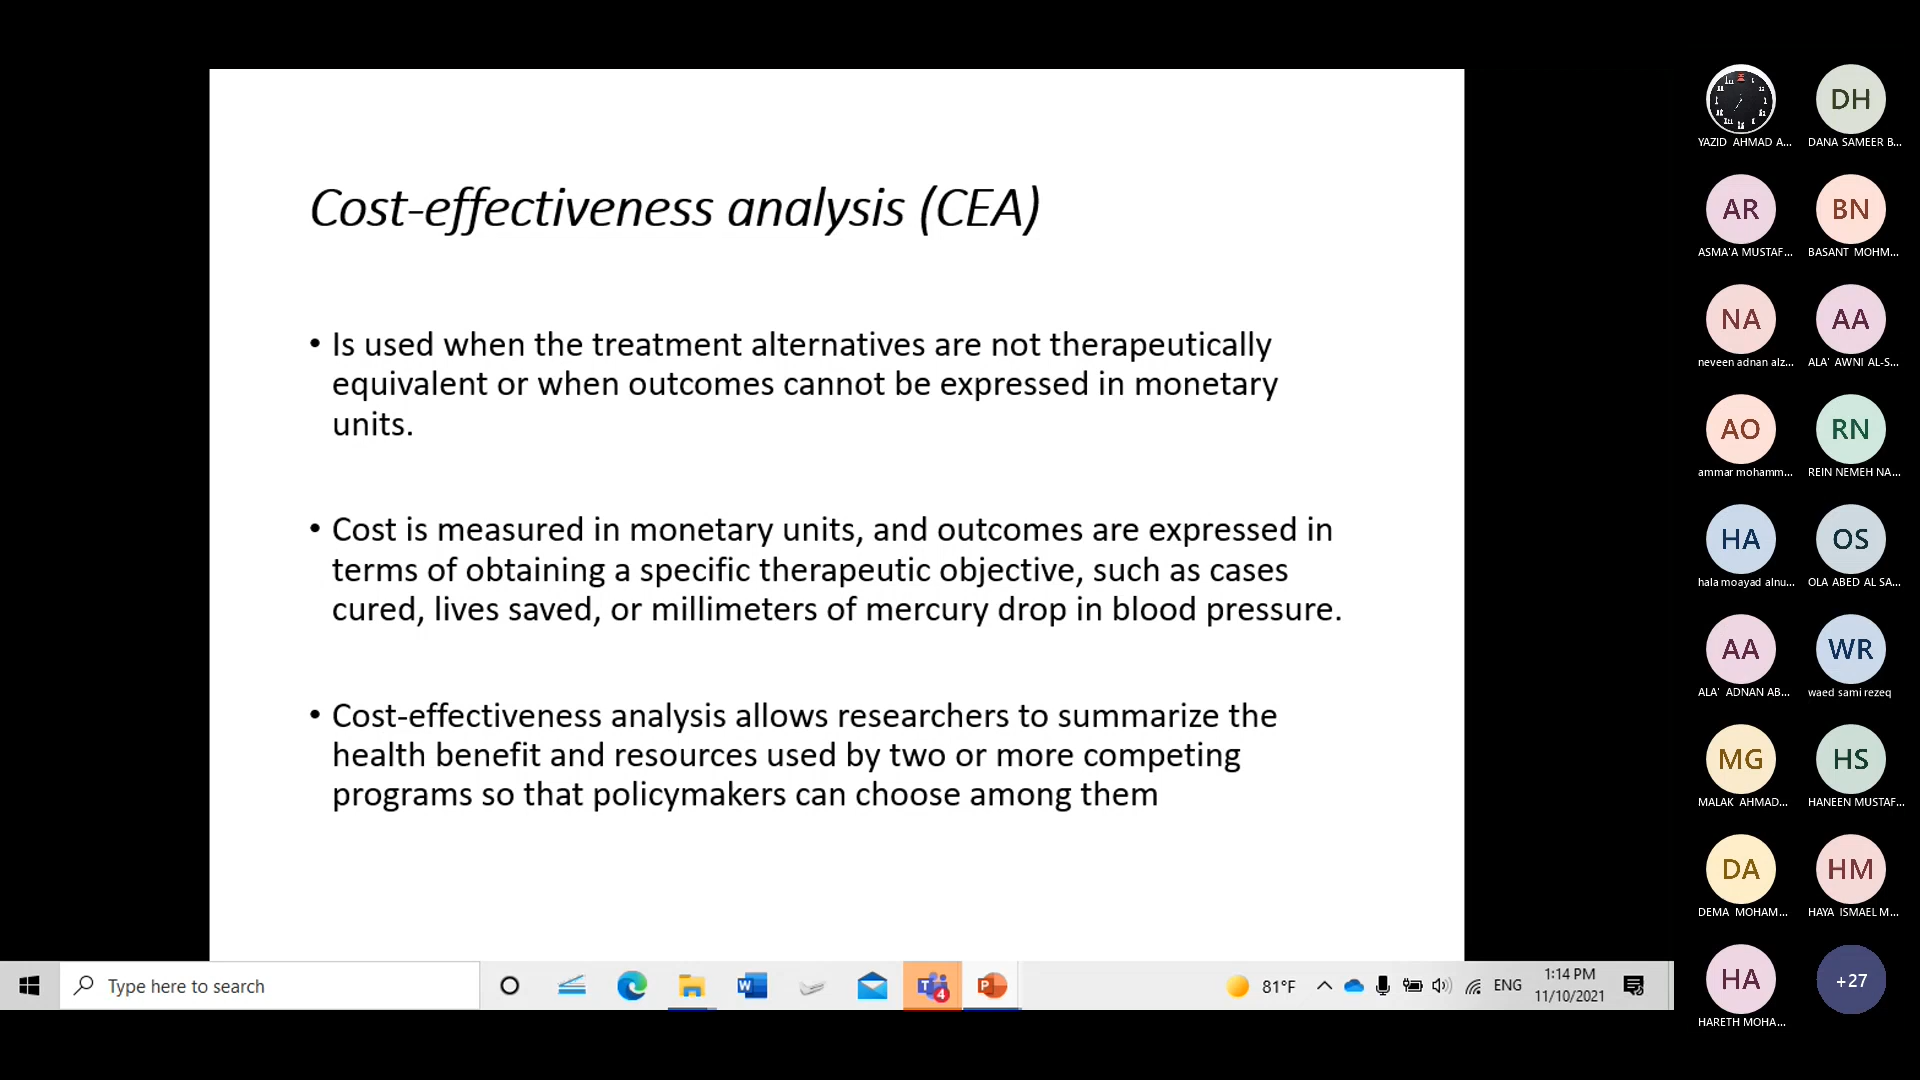 Cost-effectiveness analysis (CEA)
• Is used when the treatment alternatives are not therapeutically
equivalent or when outcomes cannot be expressed in monetary
units.
• Cost is measured in monetary units, and outcomes are expressed in
terms of obtaining a specific therapeutic objective, such as cases
cured, lives saved, or millimeters of mercury drop in blood pressure.
• Cost-effectiveness analysis allows researchers to summarize the
health benefit and resources used by two or more competing
programs so that policymakers can choose among them
DH
YAZID AHMAD A...
DANA SAMEER B...
AR
BN
ASMA'A MUSTAF...
BASANT MOHM...
NA
AA
neveen adnan alz...
ALA' AWNI AL-S...
AO
RN
ammar mohamm...
REIN NEMEH NA...
HA
OS
hala moayad alnu...
OLA ABED AL SA...
AA
WR
ALA' ADNAN AB...
waed sami rezeq
MG
HS
MALAK AHMAD...
HANEEN MUSTAF...
DA
HM
DEMA MOHAM...
HAYA ISMAEL M...
HA
+27
HARETH MOHA...
Type here to search
W
4
P
81°F
ENG
1:14 PM
11/10/2021